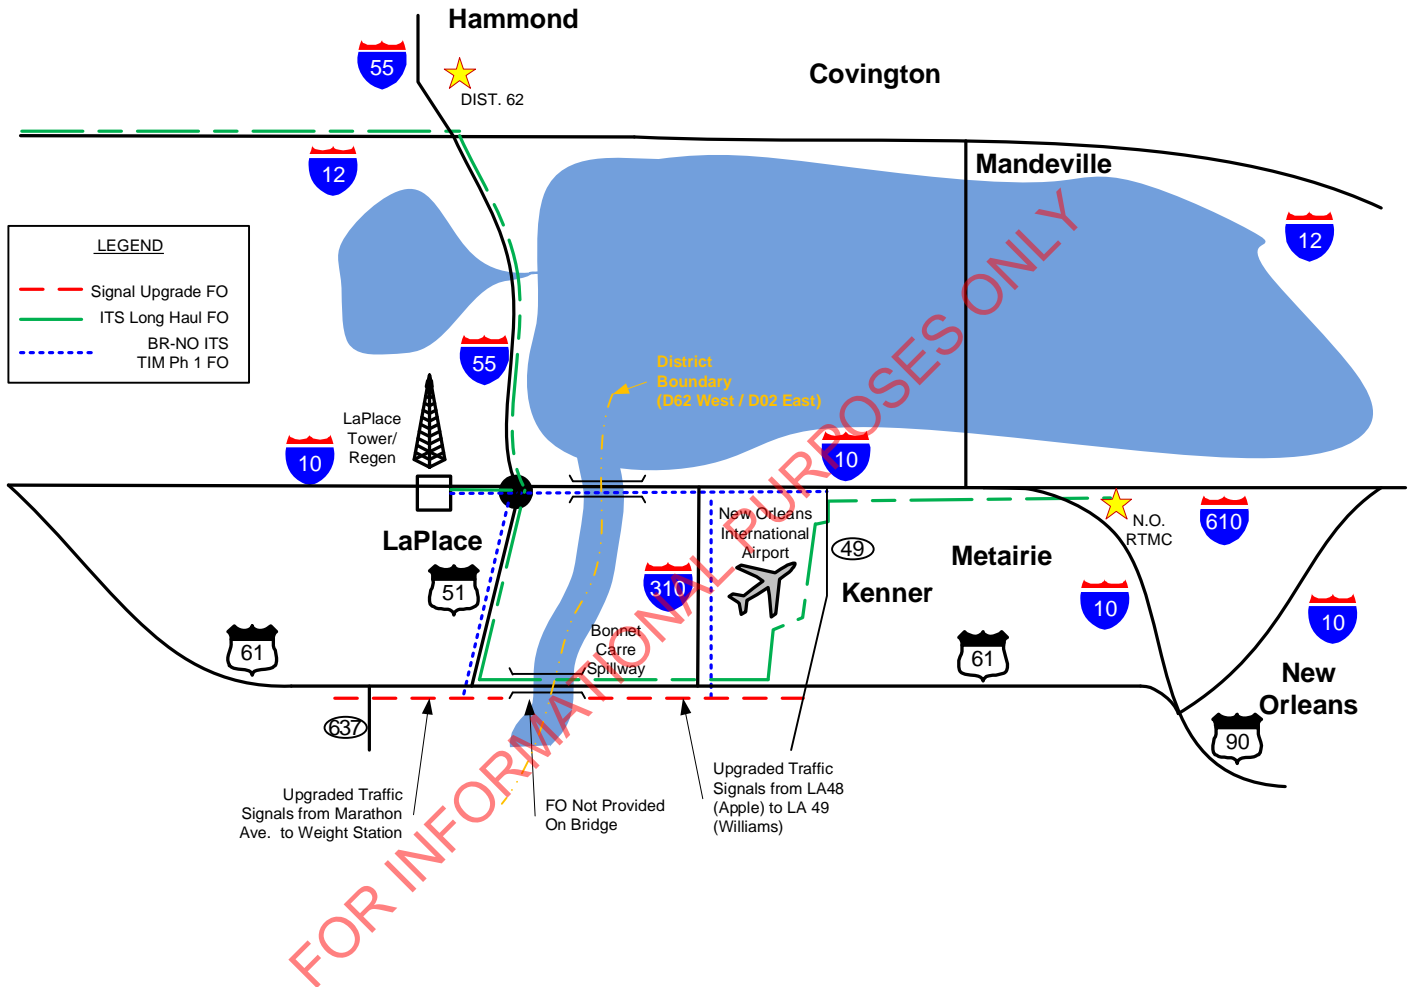 Hammond
55
Covington
DIST. 62
12
Mandeville
12
LEGEND
Signal Upgrade FO
ITS Long Haul FO
BR-NO ITS
TIM Ph 1 FO
55
District
Boundary
(D62 West / D02 East)
LaPlace
Tower/
Regen
10
10
New Orleans
International
Airport
N.O.
RTMC
610
LaPlace
49
Metairie
51
310
Kenner
10
10
61
Bonnet
Carre
Spillway
61
New
Orleans
637
90
Upgraded Traffic
Signals from Marathon
Ave. to Weight Station
FO Not Provided
On Bridge
Upgraded Traffic
Signals from LA48
(Apple) to LA 49
(Williams)
FOR INFORMATIONAL PURPOSES ONLY